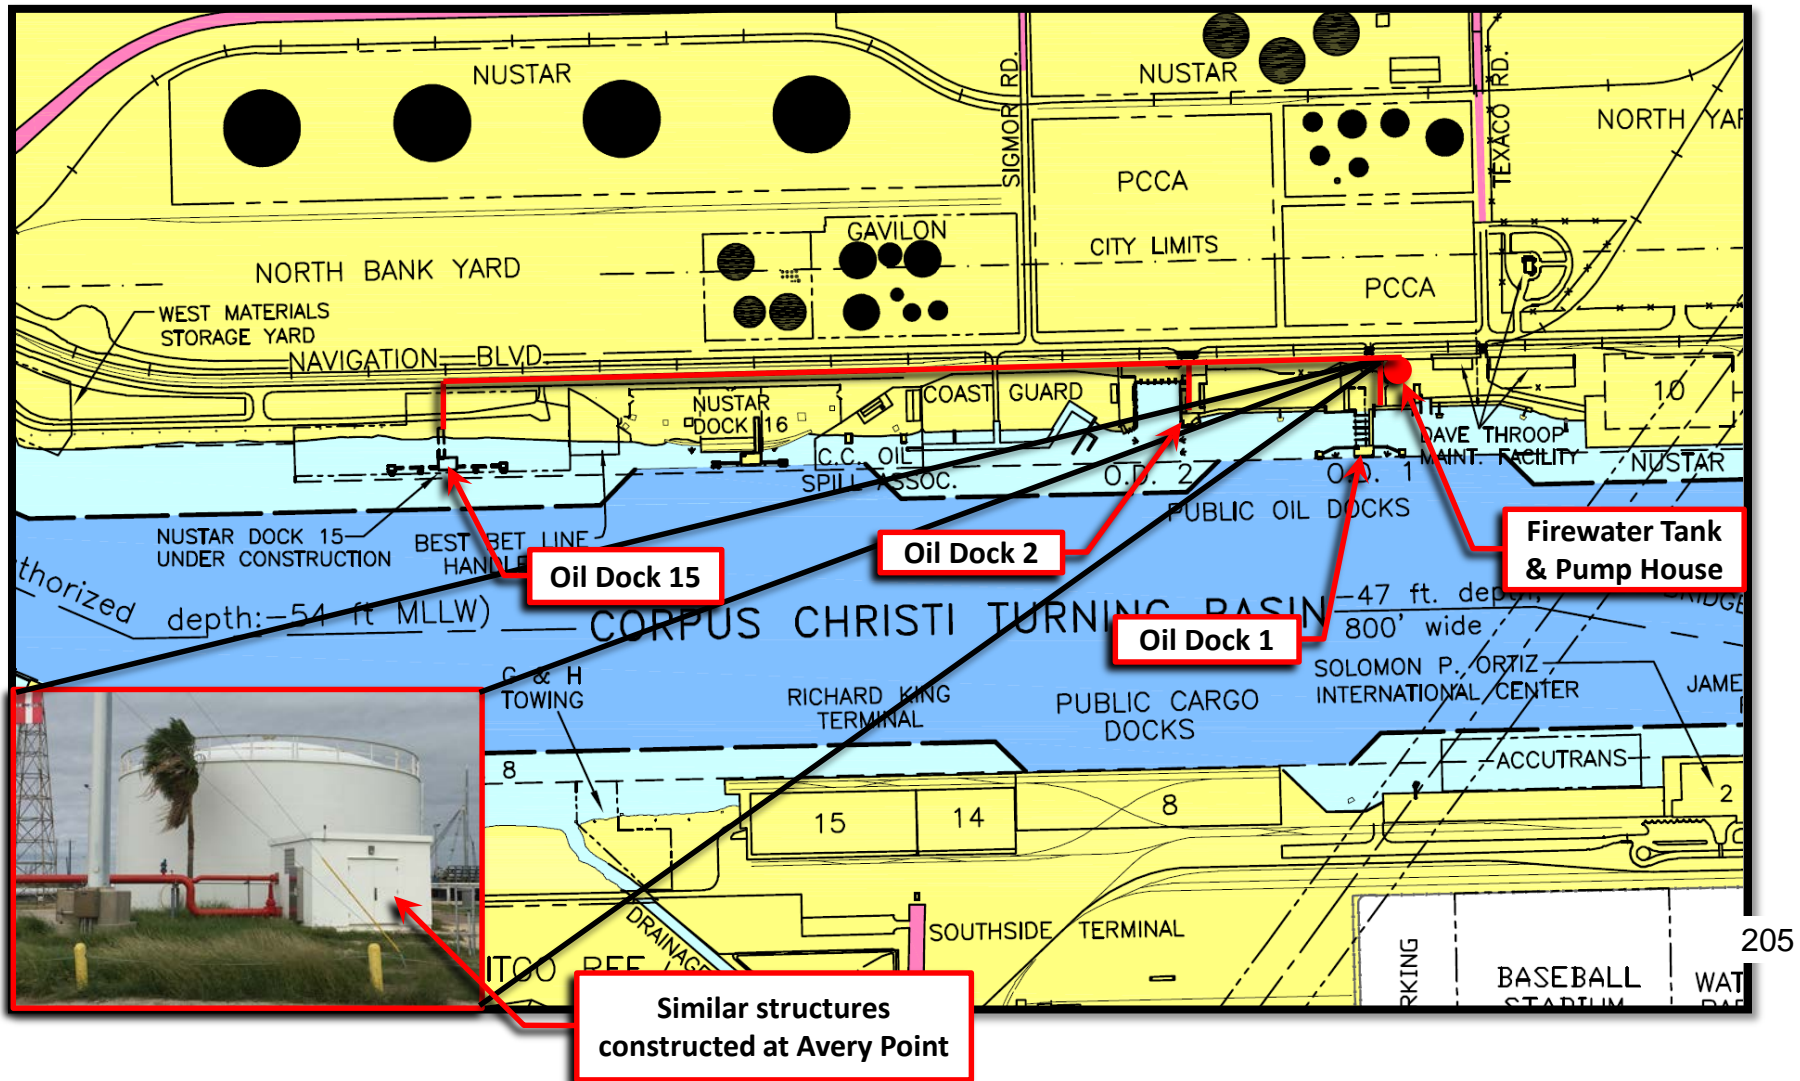 NUSTAR
SIGMOR RD.
NUSTAR
TEXACO RD.
NORTH
PCCA
CITY LIMITS
PCCA
GAVILON
NORTH BANK YARD
WEST MATERIALS
STORAGE YARD
NAVIGATION BLVD
NUSTAR
DOCK 16
COAST GUARD
10
C.C. OIL
SPILL ASSOC.
O.D. 2
O.D. 1
DAVE THROOP
MAINT. FACILITY
NUSTAR
PUBLIC OIL DOCKS
NUSTAR DOCK 15
UNDER CONSTRUCTION
BEST BET LINE
Oil Dock 15
Oil Dock 2
Firewater Tank
& Pump House
depth:-54 ft MLLW)
CORPUS CHRISTI TURNING BASIN
-47 ft. depth,
800' wide
Oil Dock 1
G & H
TOWING
RICHARD KING
TERMINAL
PUBLIC CARGO
DOCKS
SOLOMON P. ORTIZ
INTERNATIONAL CENTER
8
ACCUTRANS
15
14
8
2
DRAINAGE
SOUTHSIDE TERMINAL
BASEBALL
STADIUM
205
Similar structures
constructed at Avery Point